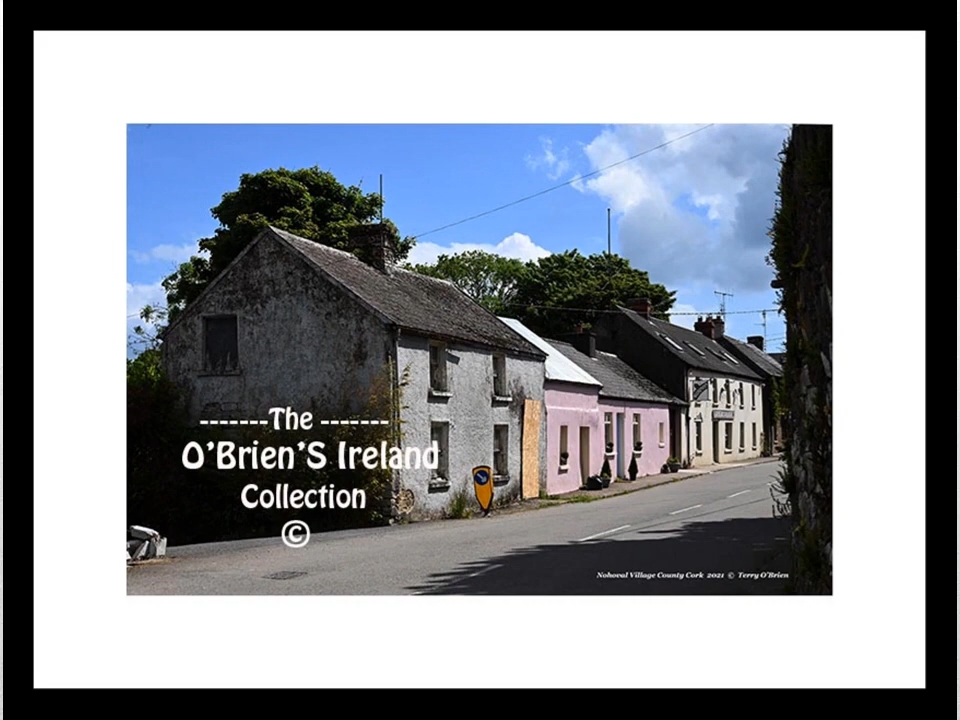 -------The -------
O'Brien'S Ireland
Collection
©
Nohoval Village County Cork 2021 © Terry O'Brien